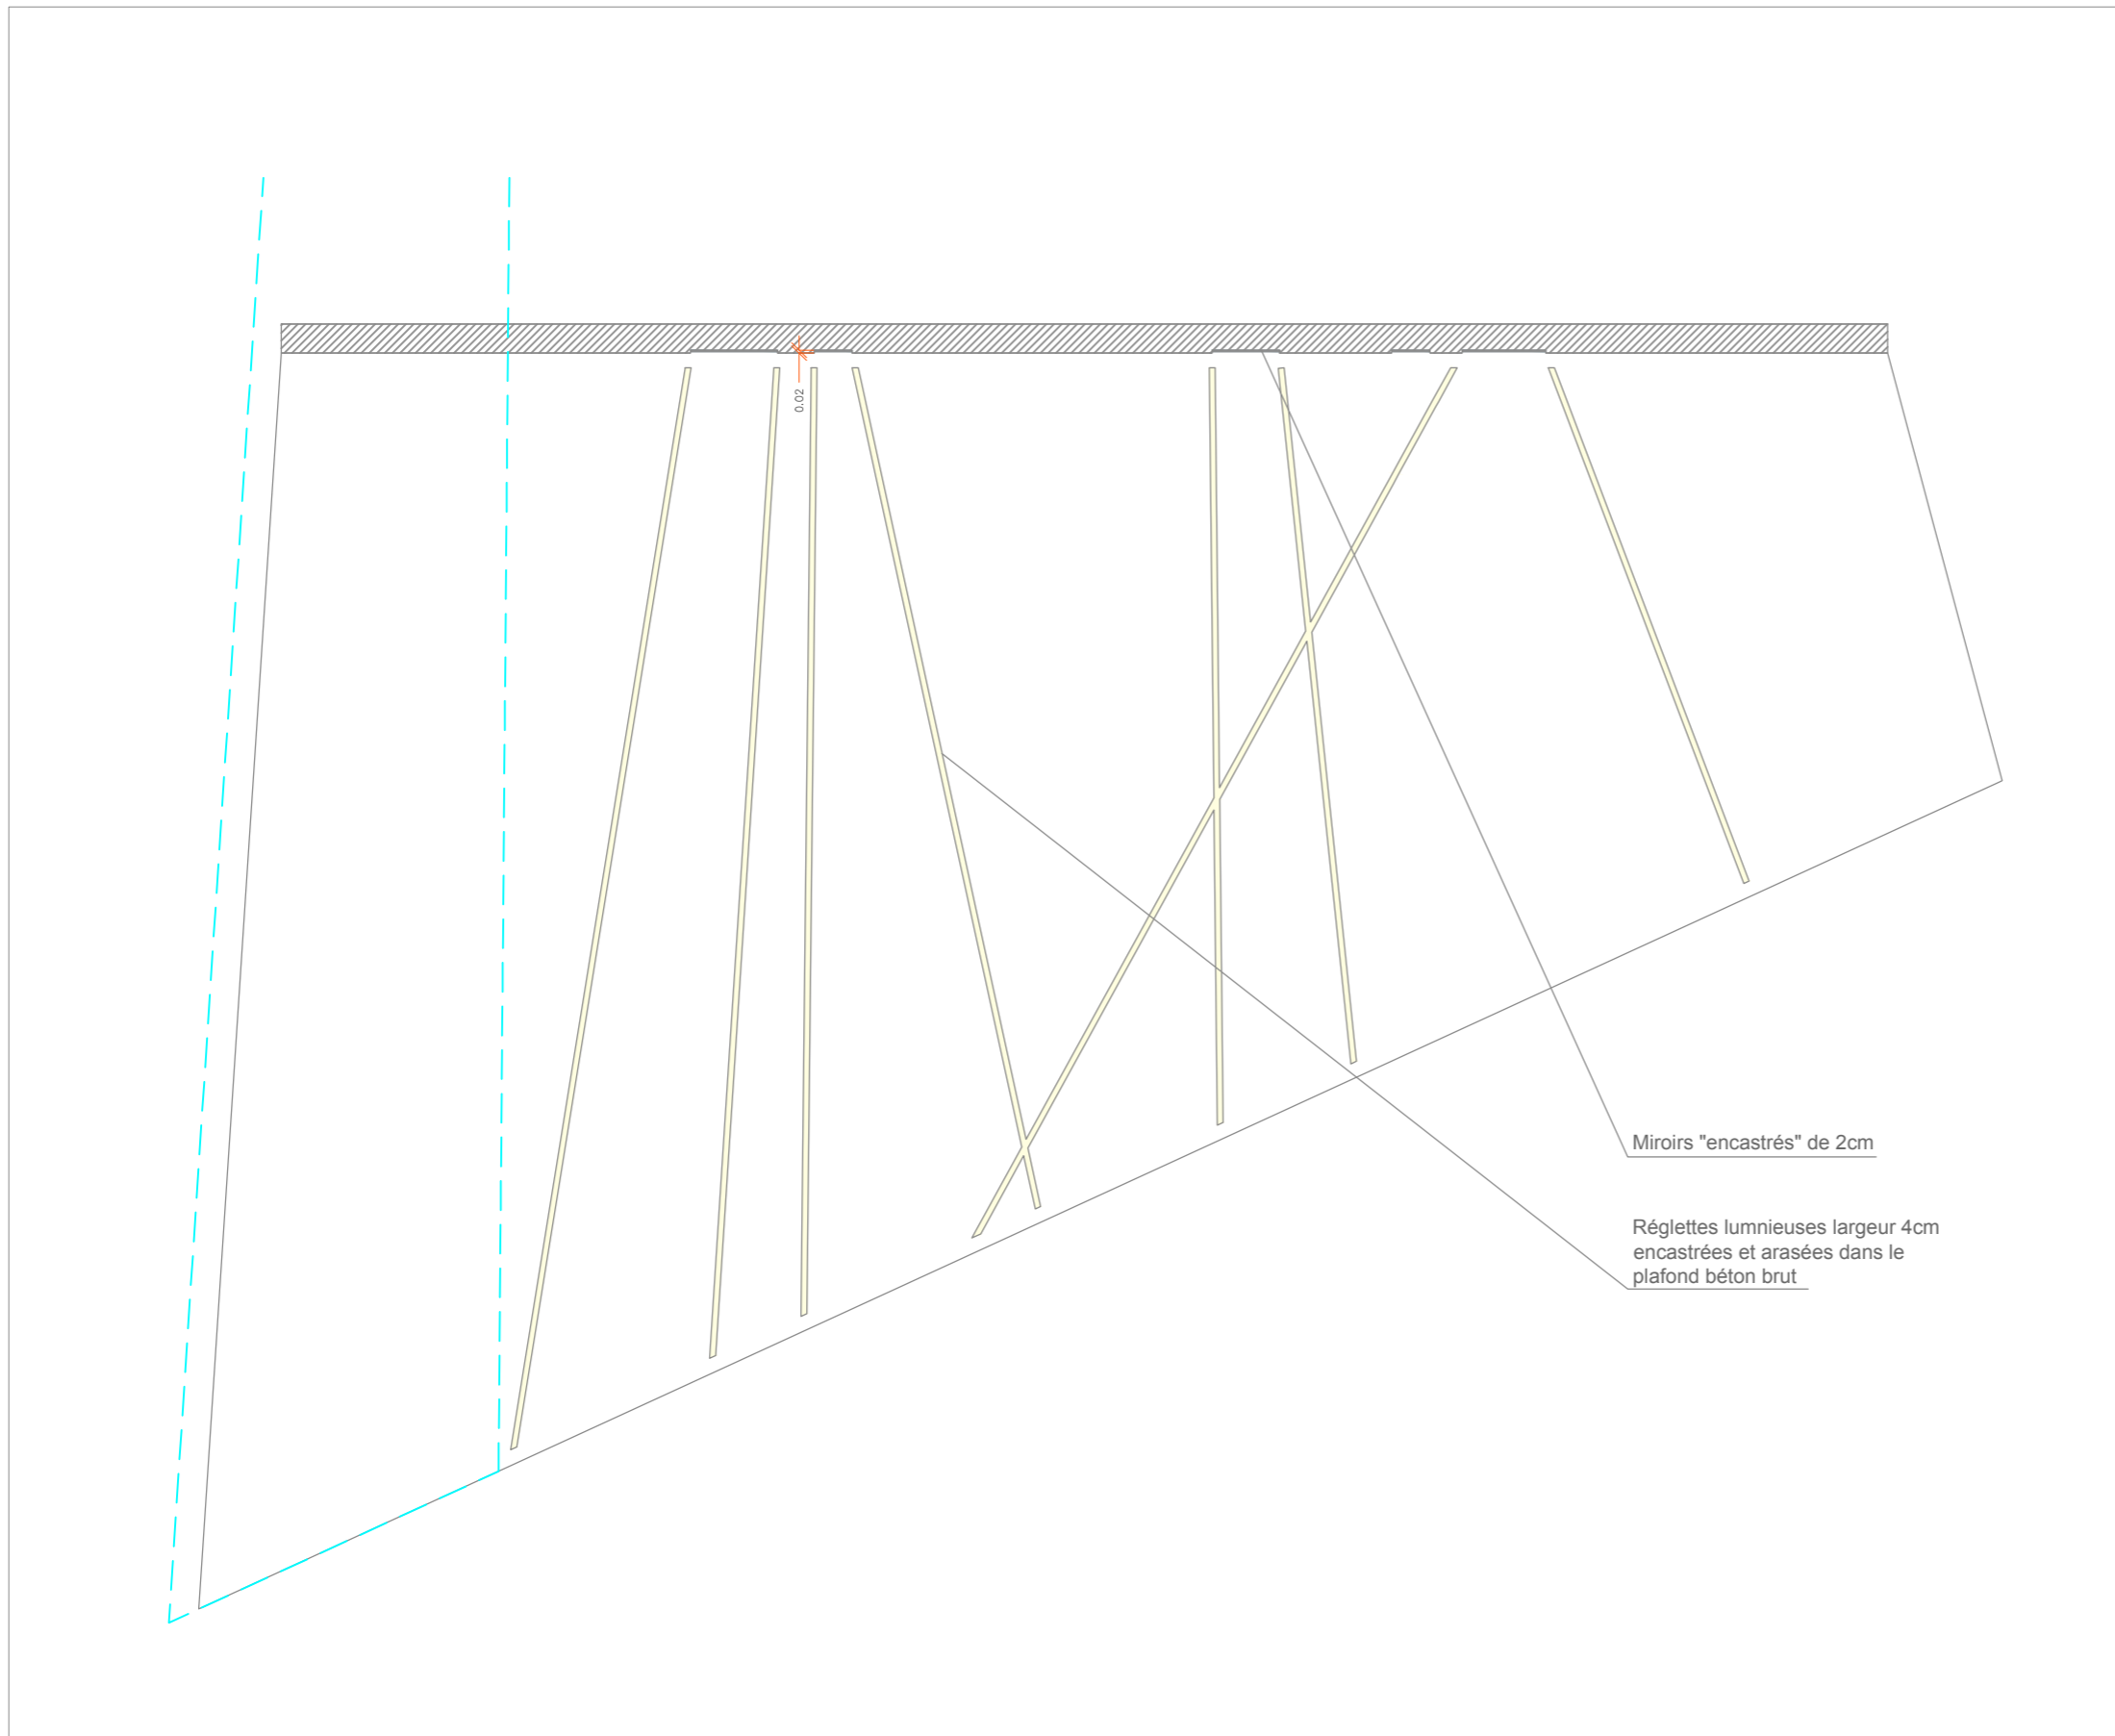 0.02
Miroirs "encastrés" de 2cm
Réglettes lumnieuses largeur 4cm
encastrées et arasées dans le
plafond béton brut